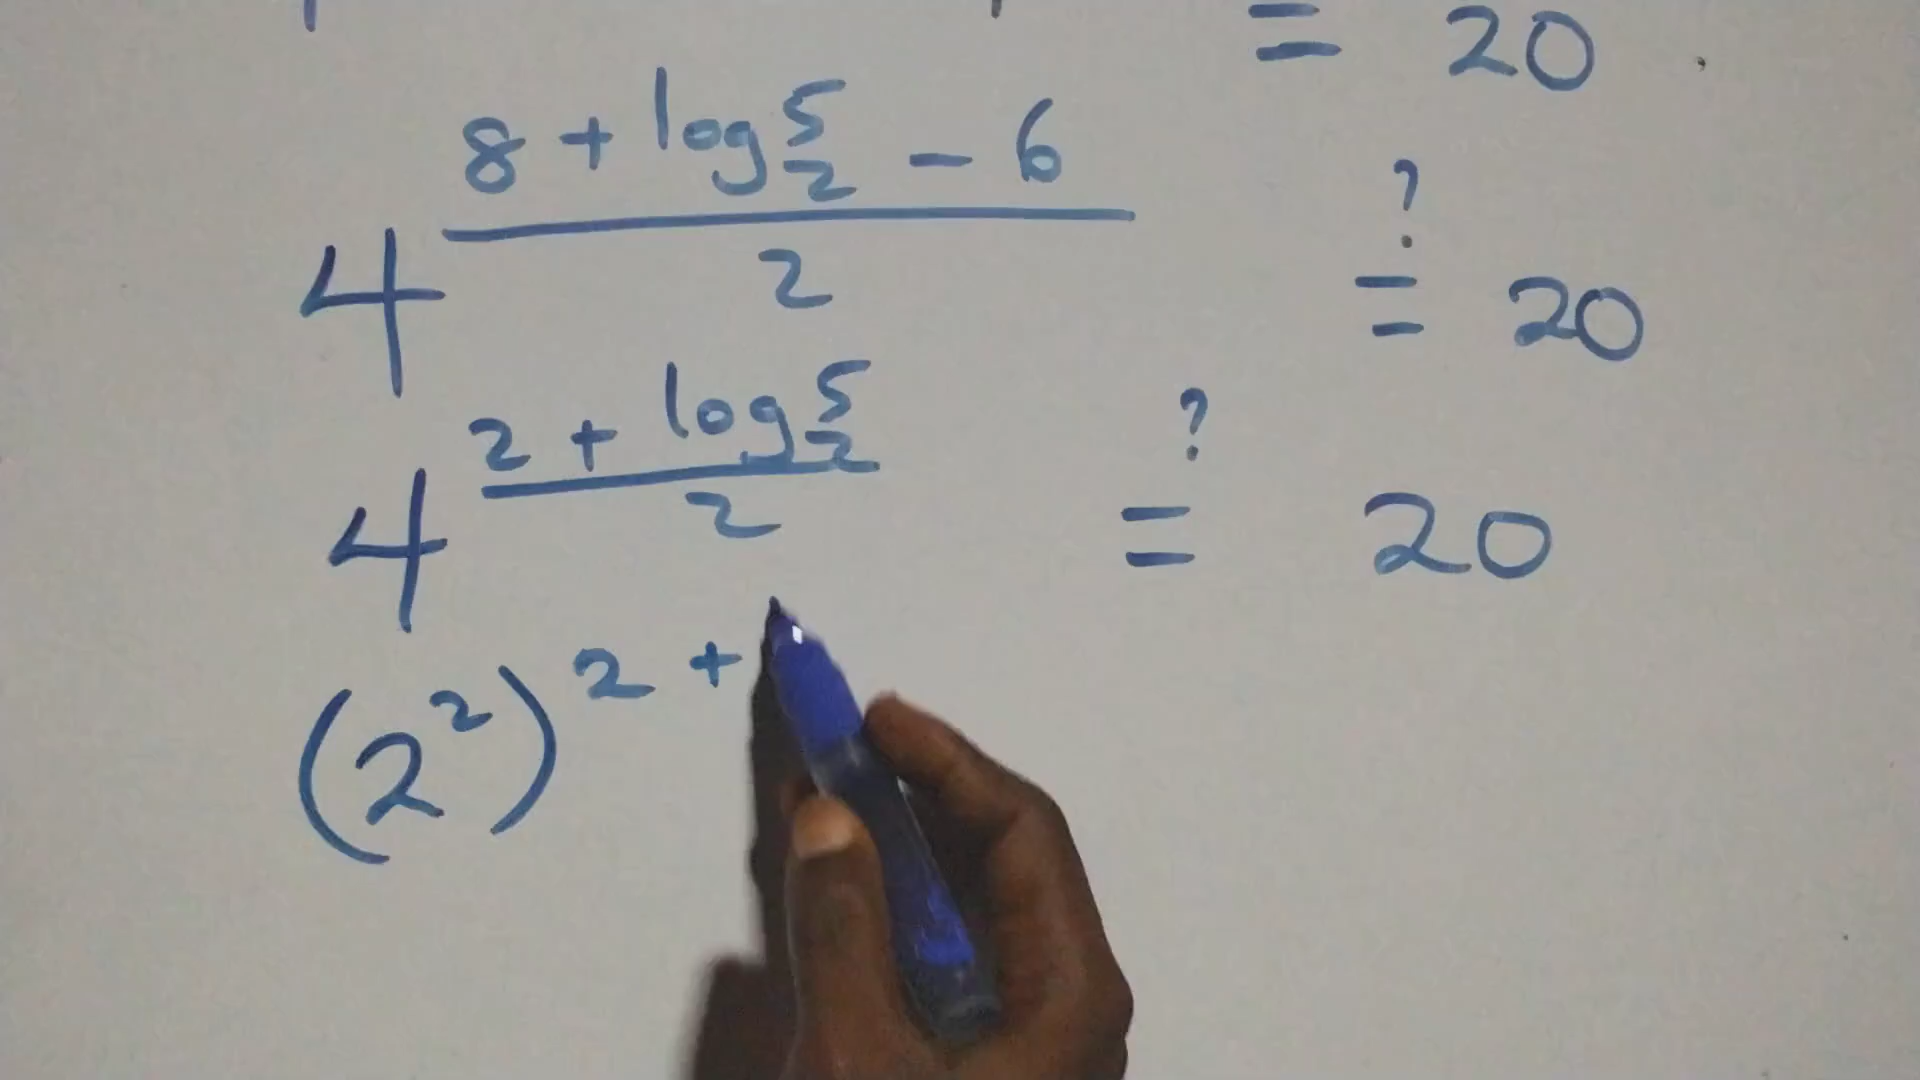 = 20
4^((8 + log₂5 - 6)/2) =? 20
4^((2 + log₂5)/2) =? 20
(2²)^(2 +